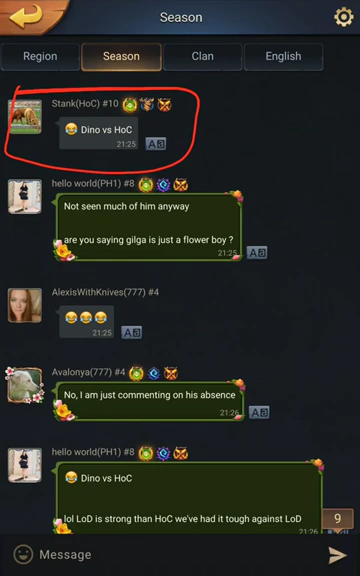 Season
Region
Season
Clan
English
Stank(HoC) #10
😂 Dino vs HoC
21:25
hello world(PH1) #8
Not seen much of him anyway
are you saying gilga is just a flower boy ?
21:25
AlexisWithKnives(777) #4
😂😂😂
21:25
Avalonya(777) #4
No, I am just commenting on his absence
21:26
hello world(PH1) #8
😂 Dino vs HoC
lol LoD is strong than HoC we've had it tough against LoD
21:26
9
Message